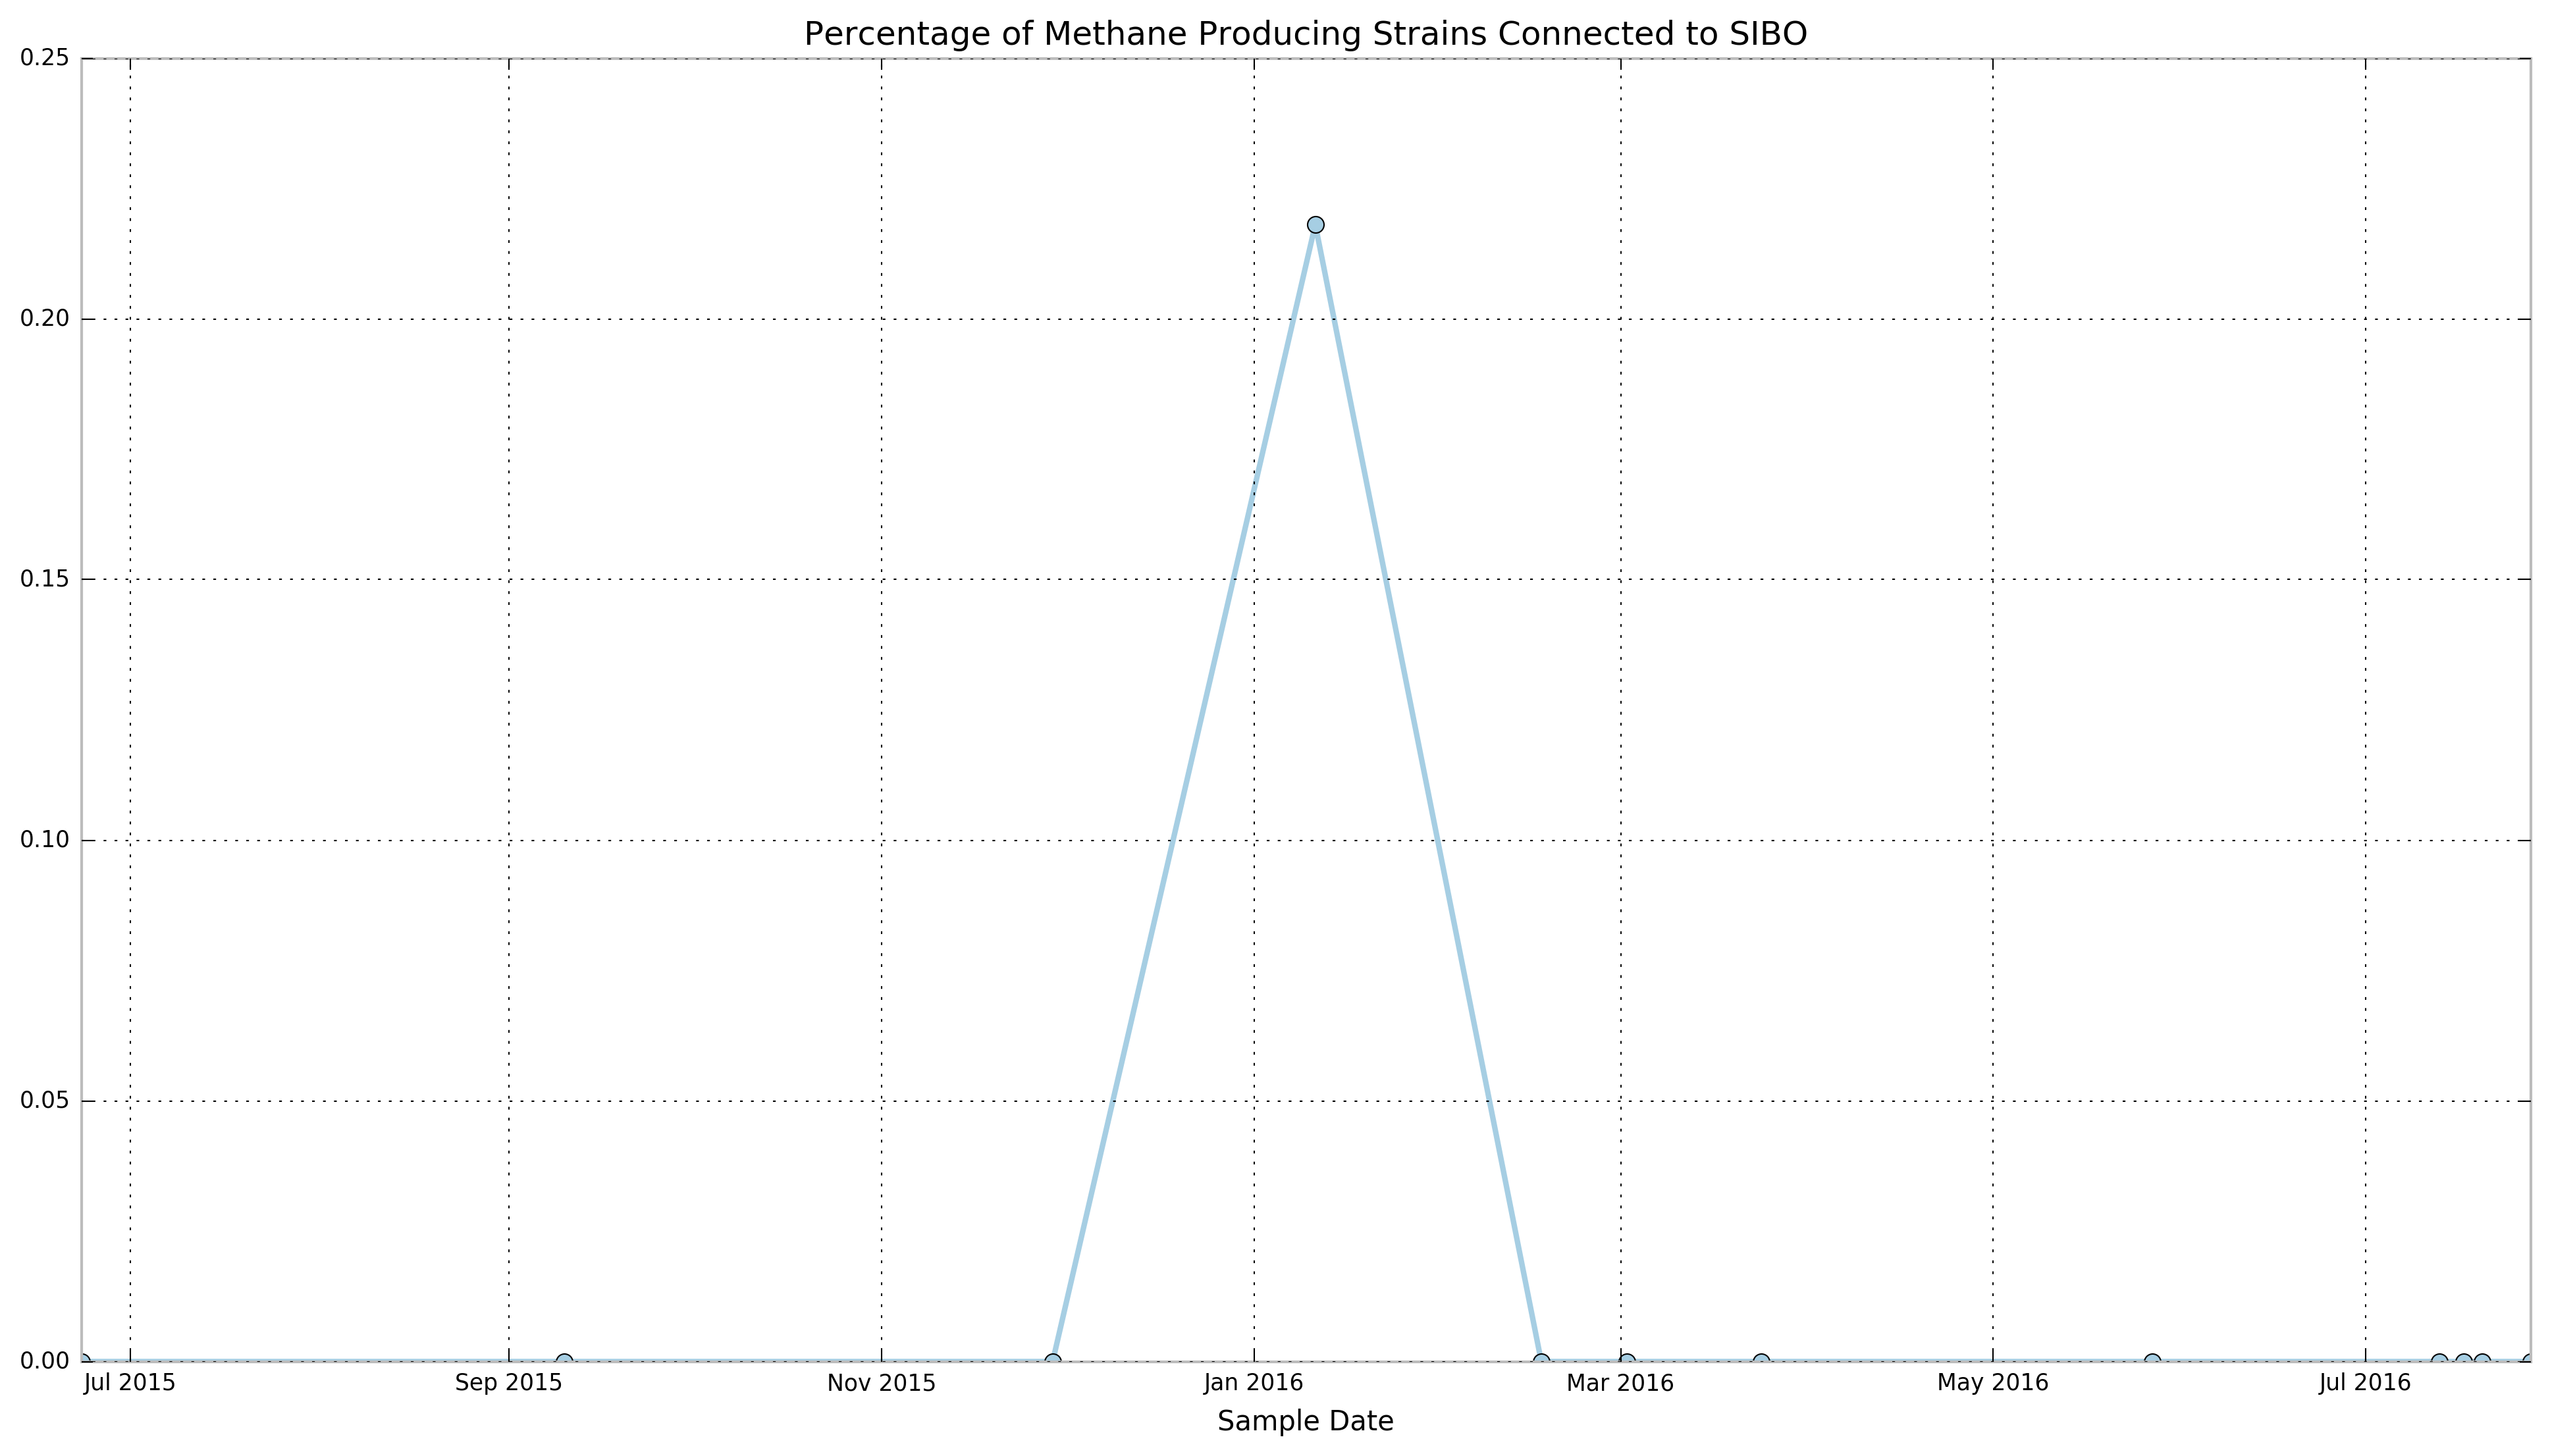 Percentage of Methane Producing Strains Connected to SIBO
0.25
0.20
0.15
0.10
0.05
0.00
Jul 2015 Sep 2015 Nov 2015 Jan 2016 Mar 2016 May 2016 Jul 2016
Sample Date